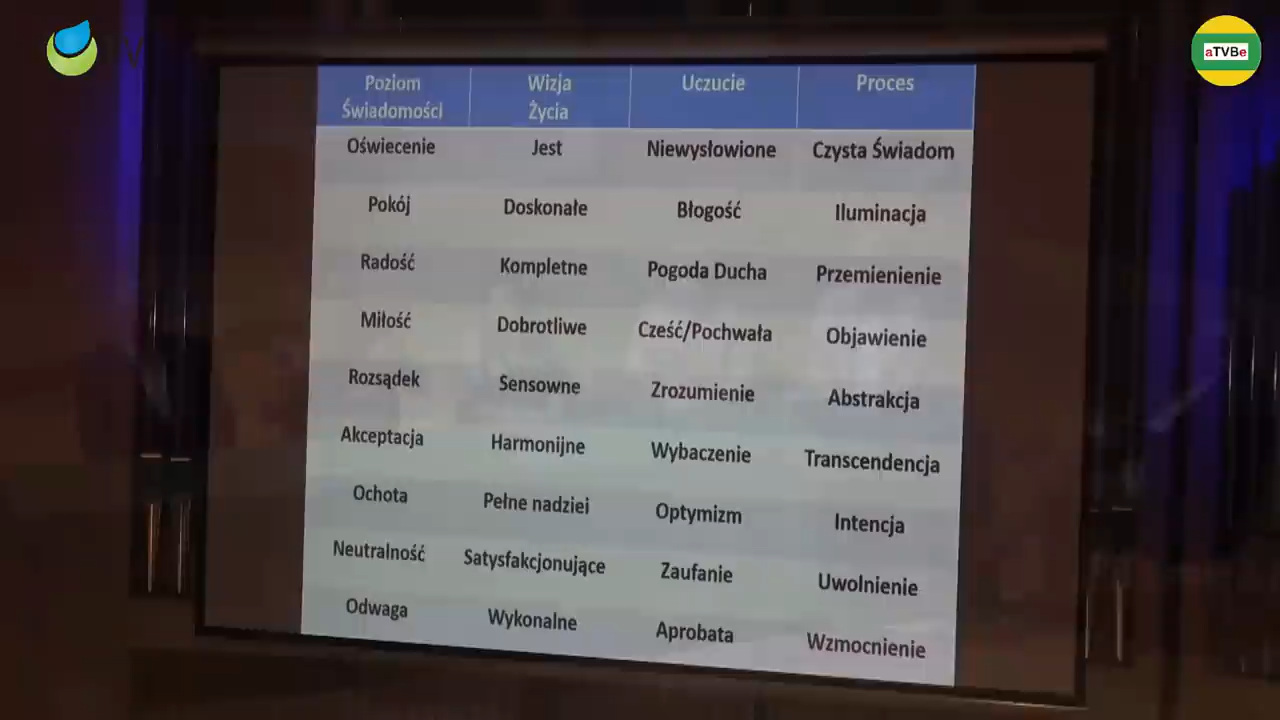 aTVBe
Poziom Świadomości Wizja Życia Uczucie Proces
Oświecenie Jest Niewysłowione Czysta Świadom
Pokój Doskonałe Błogość Iluminacja
Radość Kompletne Pogoda Ducha Przemienienie
Miłość Dobrotliwe Cześć/Pochwała Objawienie
Rozsądek Sensowne Zrozumienie Abstrakcja
Akceptacja Harmonijne Wybaczenie Transcendencja
Ochota Pełne nadziei Optymizm Intencja
Neutralność Satysfakcjonujące Zaufanie Uwolnienie
Odwaga Wykonalne Aprobata Wzmocnienie